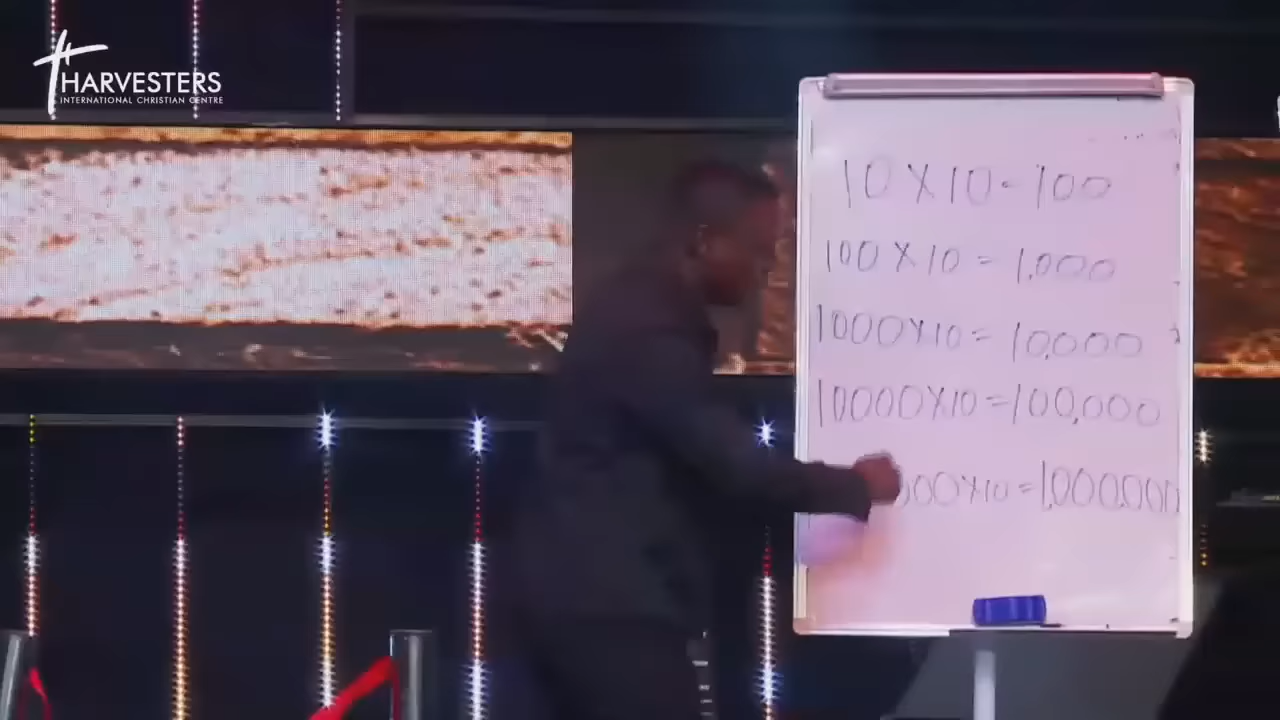 HARVESTERS
INTERNATIONAL CHRISTIAN CENTRE
10 X 10 = 100
100 X 10 = 1,000
1000 X 10 = 10,000
10000 X 10 = 100,000
000 X 10 = 1,000,000